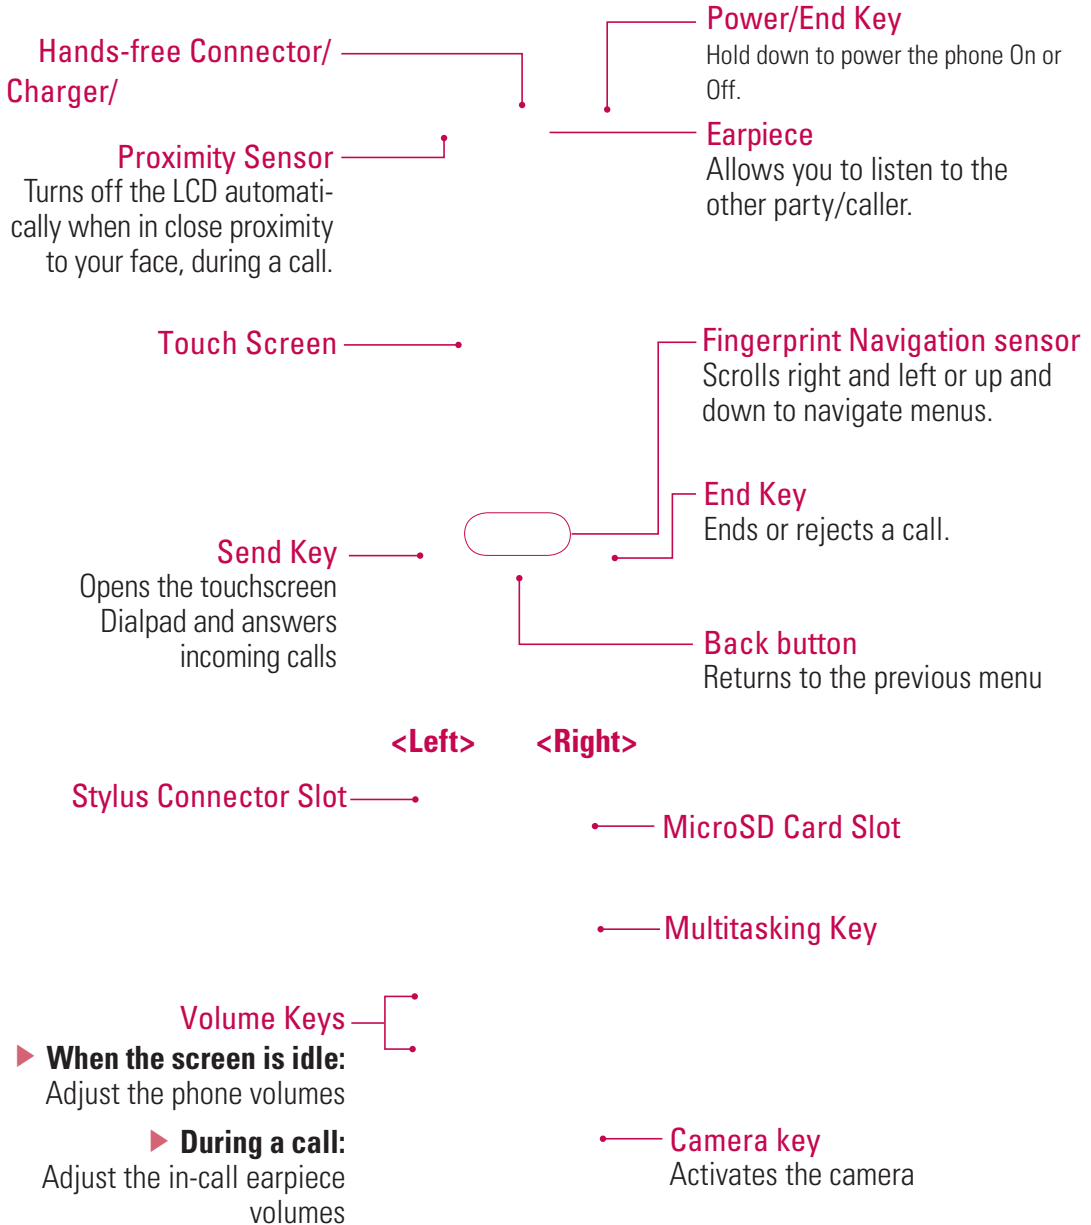 Hands-free Connector/
Charger/
Proximity Sensor
Turns off the LCD automati-
cally when in close proximity
to your face, during a call.
Touch Screen
Send Key
Opens the touchscreen
Dialpad and answers
incoming calls
Power/End Key
Hold down to power the phone On or
Off.
Earpiece
Allows you to listen to the
other party/caller.
Fingerprint Navigation sensor
Scrolls right and left or up and
down to navigate menus.
End Key
Ends or rejects a call.
Back button
Returns to the previous menu
<Left>
<Right>
Stylus Connector Slot
Volume Keys
▶ When the screen is idle:
Adjust the phone volumes
▶ During a call:
Adjust the in-call earpiece
volumes
MicroSD Card Slot
Multitasking Key
Camera key
Activates the camera